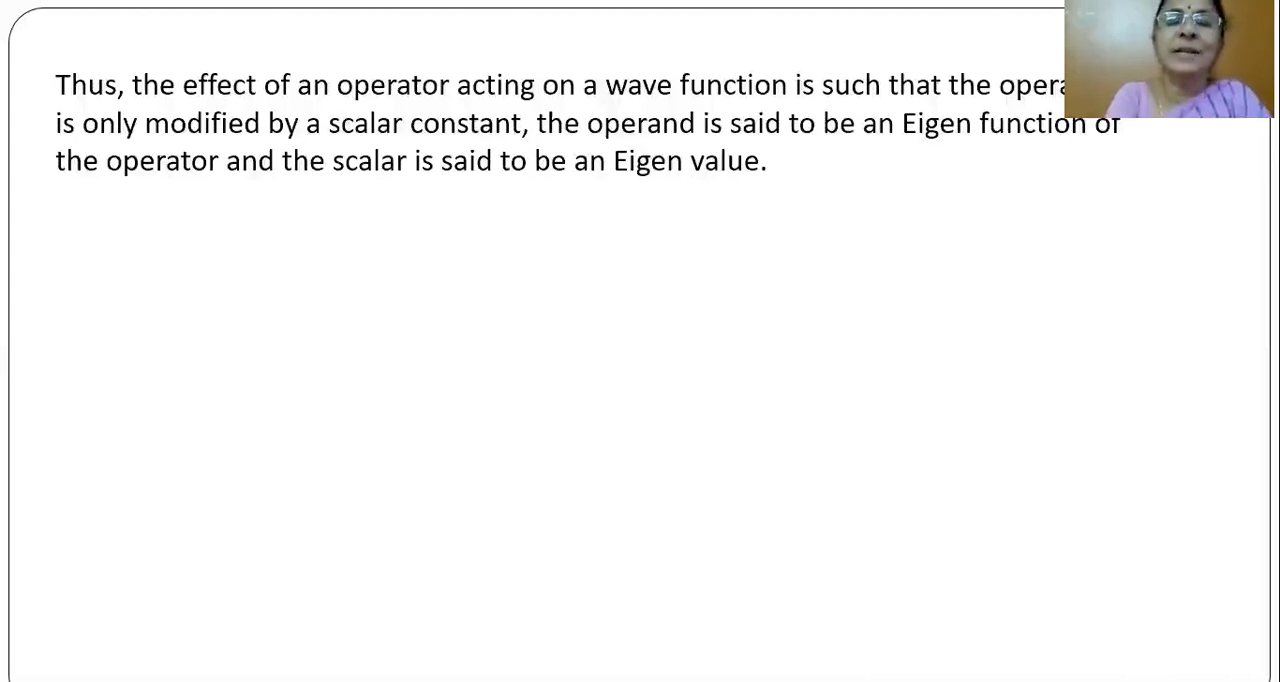 Thus, the effect of an operator acting on a wave function is such that the
is only modified by a scalar constant, the operand is said to be an Eigen function of
the operator and the scalar is said to be an Eigen value.